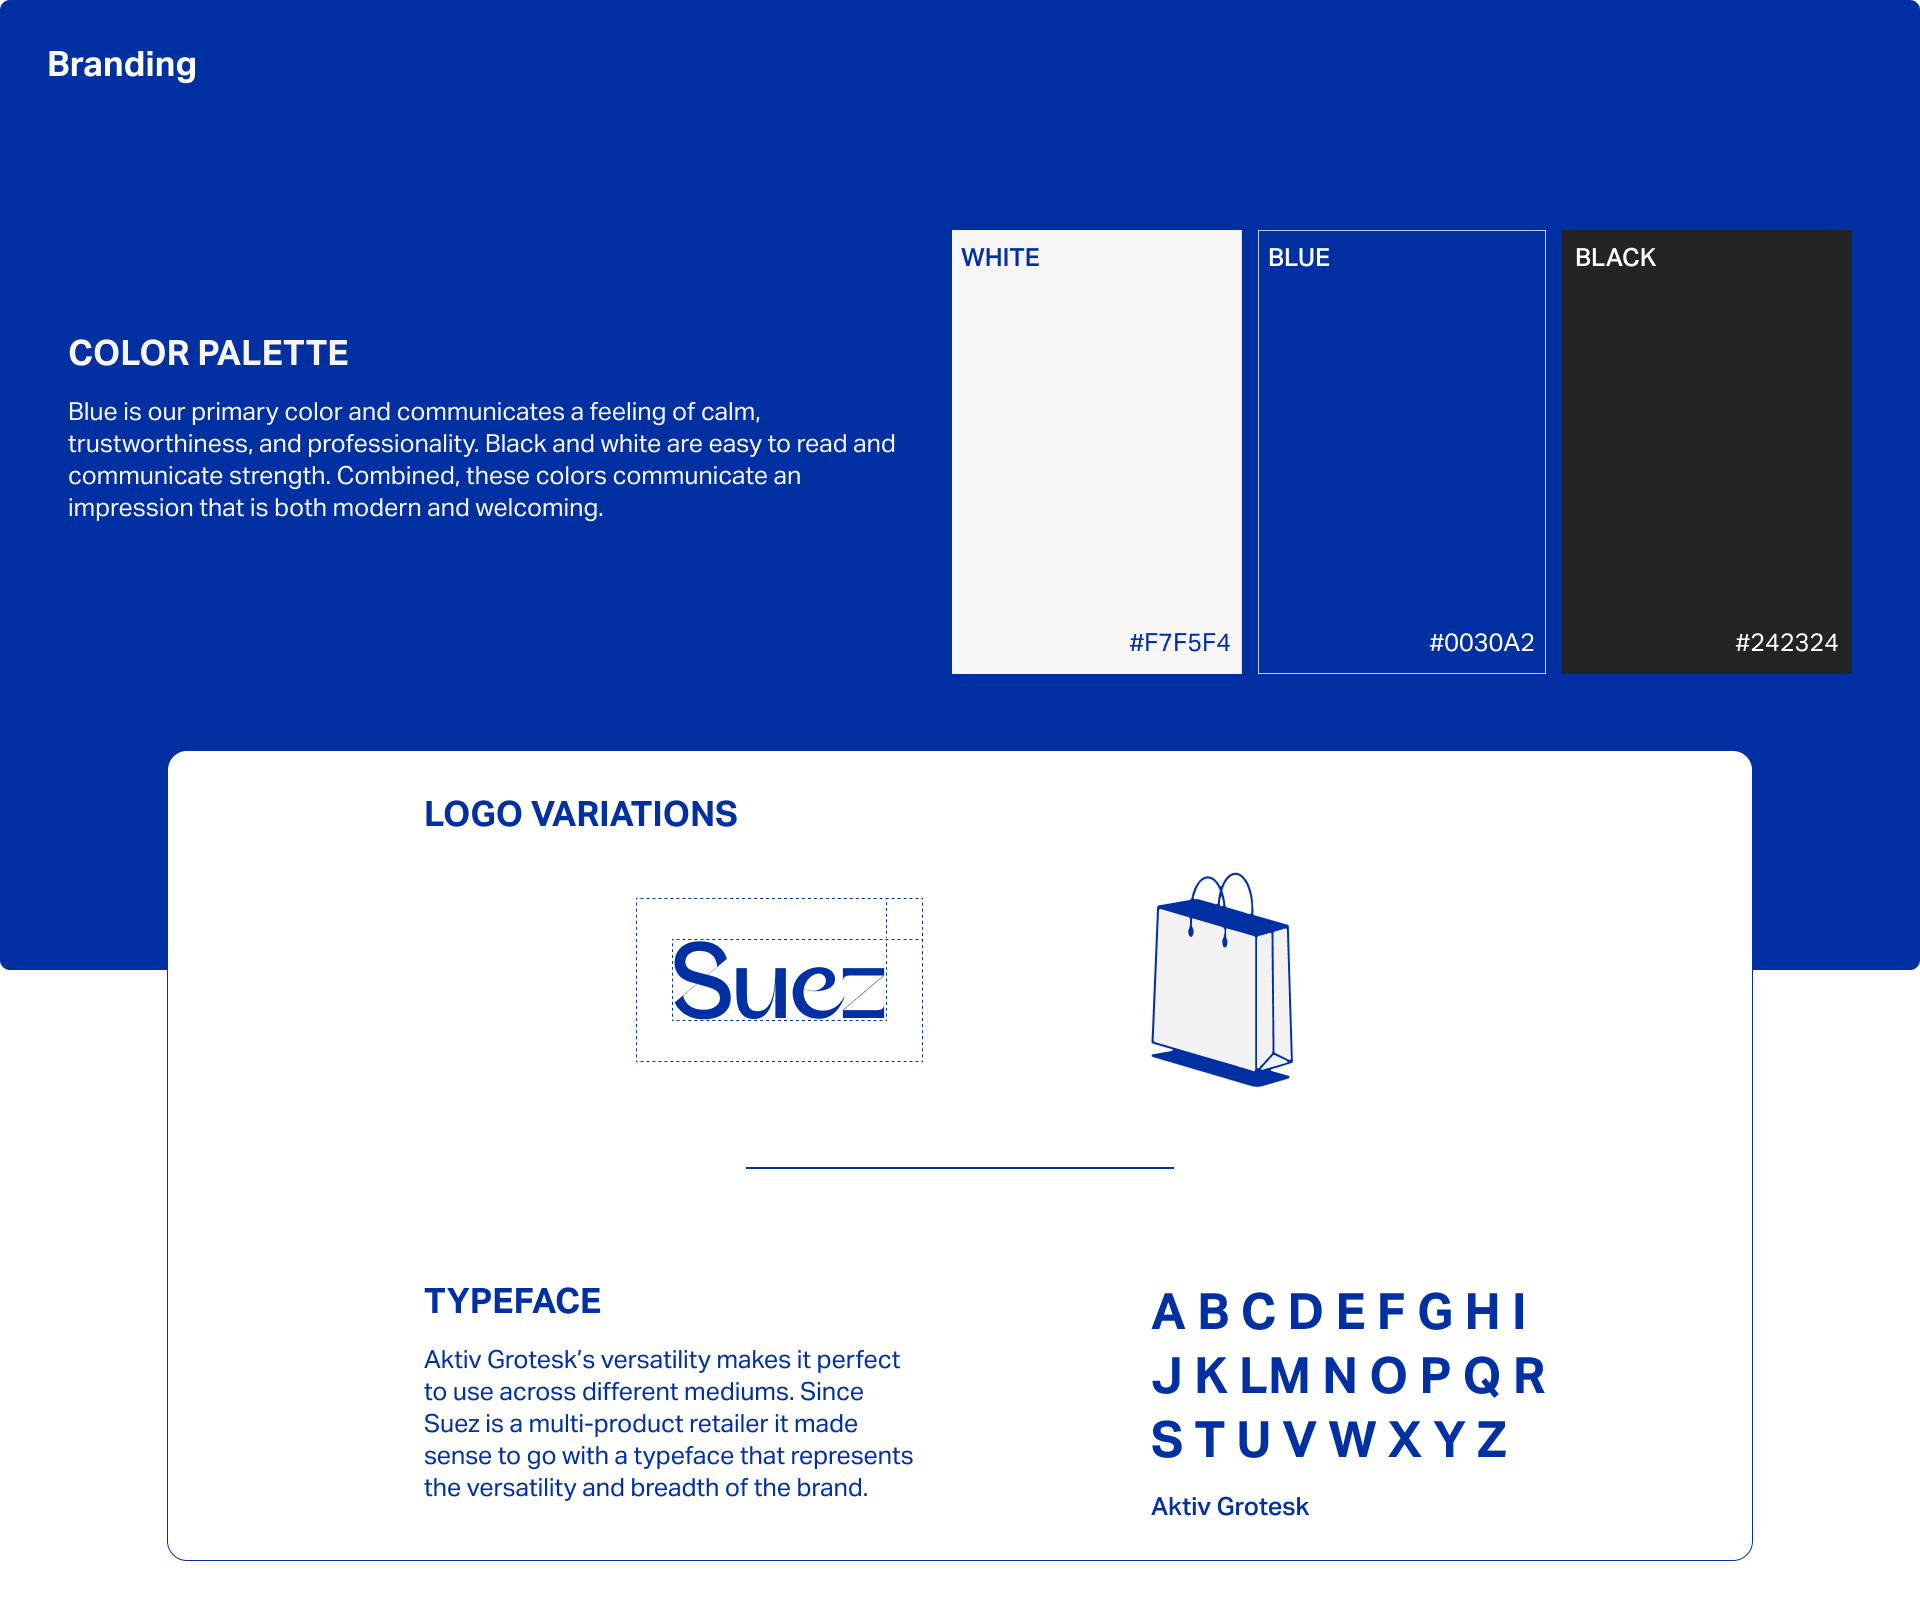 Branding
COLOR PALETTE
Blue is our primary color and communicates a feeling of calm,
trustworthiness, and professionality. Black and white are easy to read and
communicate strength. Combined, these colors communicate an
impression that is both modern and welcoming.
WHITE
#F7F5F4
BLUE
#0030A2
BLACK
#242324
LOGO VARIATIONS
Suez
TYPEFACE
Aktiv Grotesk’s versatility makes it perfect
to use across different mediums. Since
Suez is a multi-product retailer it made
sense to go with a typeface that represents
the versatility and breadth of the brand.
A B C D E F G H I
J K L M N O P Q R
S T U V W X Y Z
Aktiv Grotesk